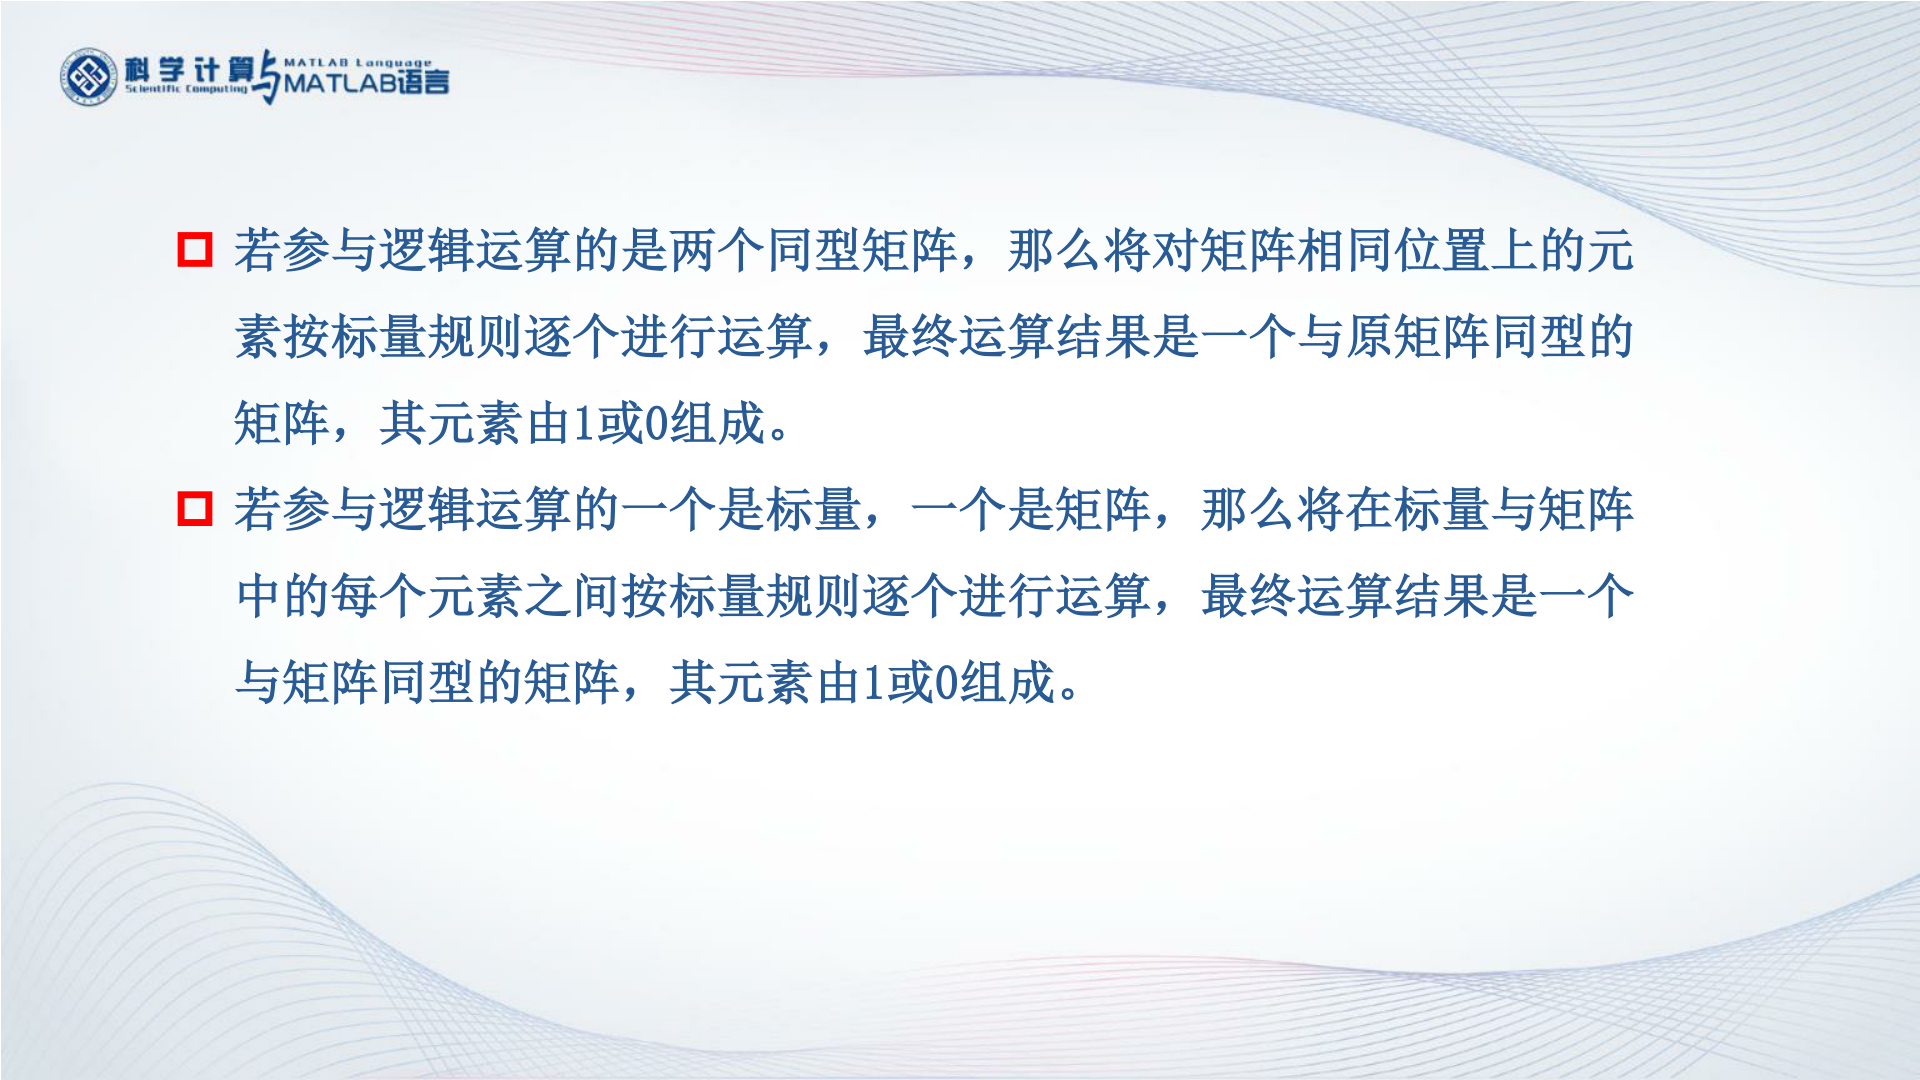 科学计算与MATLAB语言
Scientific Computing MATLAB Language
若参与逻辑运算的是两个同型矩阵，那么将对矩阵相同位置上的元
素按标量规则逐个进行运算，最终运算结果是一个与原矩阵同型的
矩阵，其元素由1或0组成。
若参与逻辑运算的一个是标量，一个是矩阵，那么将在标量与矩阵
中的每个元素之间按标量规则逐个进行运算，最终运算结果是一个
与矩阵同型的矩阵，其元素由1或0组成。